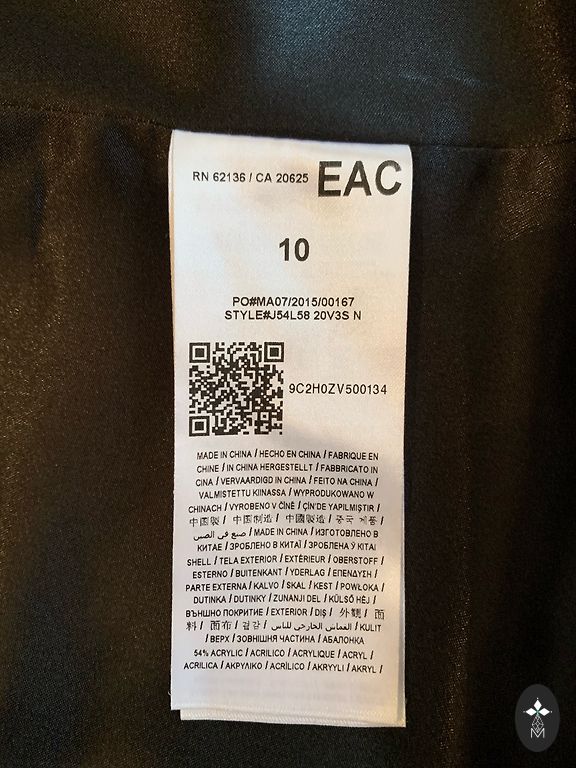 RN 62136 / CA 20625 EAC
10
PO#MA07/2015/00167
STYLE#J54L58 20V3S N
9C2H0ZV500134
MADE IN CHINA / HECHO EN CHINA / FABRIQUE EN
CHINE / IN CHINA HERGESTELLT / FABBRICATO IN
CINA / VERVAARDIGD IN CHINA / FEITO NA CHINA /
VALMISTETTU KIINASSA / WYPRODUKOWANO W
CHINACH / VYROBENO V ČÍNĚ / ÇİN'DE YAPILMIŞTIR /
中国製 / 中国制造 / 中國製造 / 중국 제품 /
صنع في الصين / MADE IN CHINA / ИЗГОТОВЛЕНО В
КИТАЕ / ЗРОБЛЕНО В КИТАЇ / ЗРОБЛЕНА Ў КІТАІ
SHELL / TELA EXTERIOR / EXTÉRIEUR / OBERSTOFF /
ESTERNO / BUITENKANT / YDERLAG / ΕΠΕΝΔΥΣΗ /
PARTE EXTERNA / KALVO / SKAL / KEST / POWŁOKA /
DUTINKA / DUTINKY / ZUNANJI DEL / KÜLSŐ HÉJ /
ВЪНШНО ПОКРИТИЕ / EXTERIOR / DIŞ / 外觀 / 面
料 / 面布 / 겉감 / القماش الخارجي للباس / KULIT
/ ВЕРХ / ЗОВНІШНЯ ЧАСТИНА / АБАЛОНКА
54% ACRYLIC / ACRILICO / ACRYLIQUE / ACRYL /
ACRILICA / ΑΚΡΥΛΙΚΟ / ACRÍLICO / AKRYYLI / AKRYL /
M